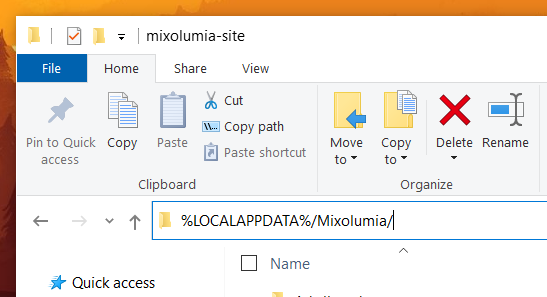 mixolumia-site
File Home Share View
Pin to Quick access
Copy
Paste
Cut
Copy path
Paste shortcut
Move to
Copy to
Delete
Rename
Clipboard
Organize
%LOCALAPPDATA%/Mixolumia/
Quick access
Name